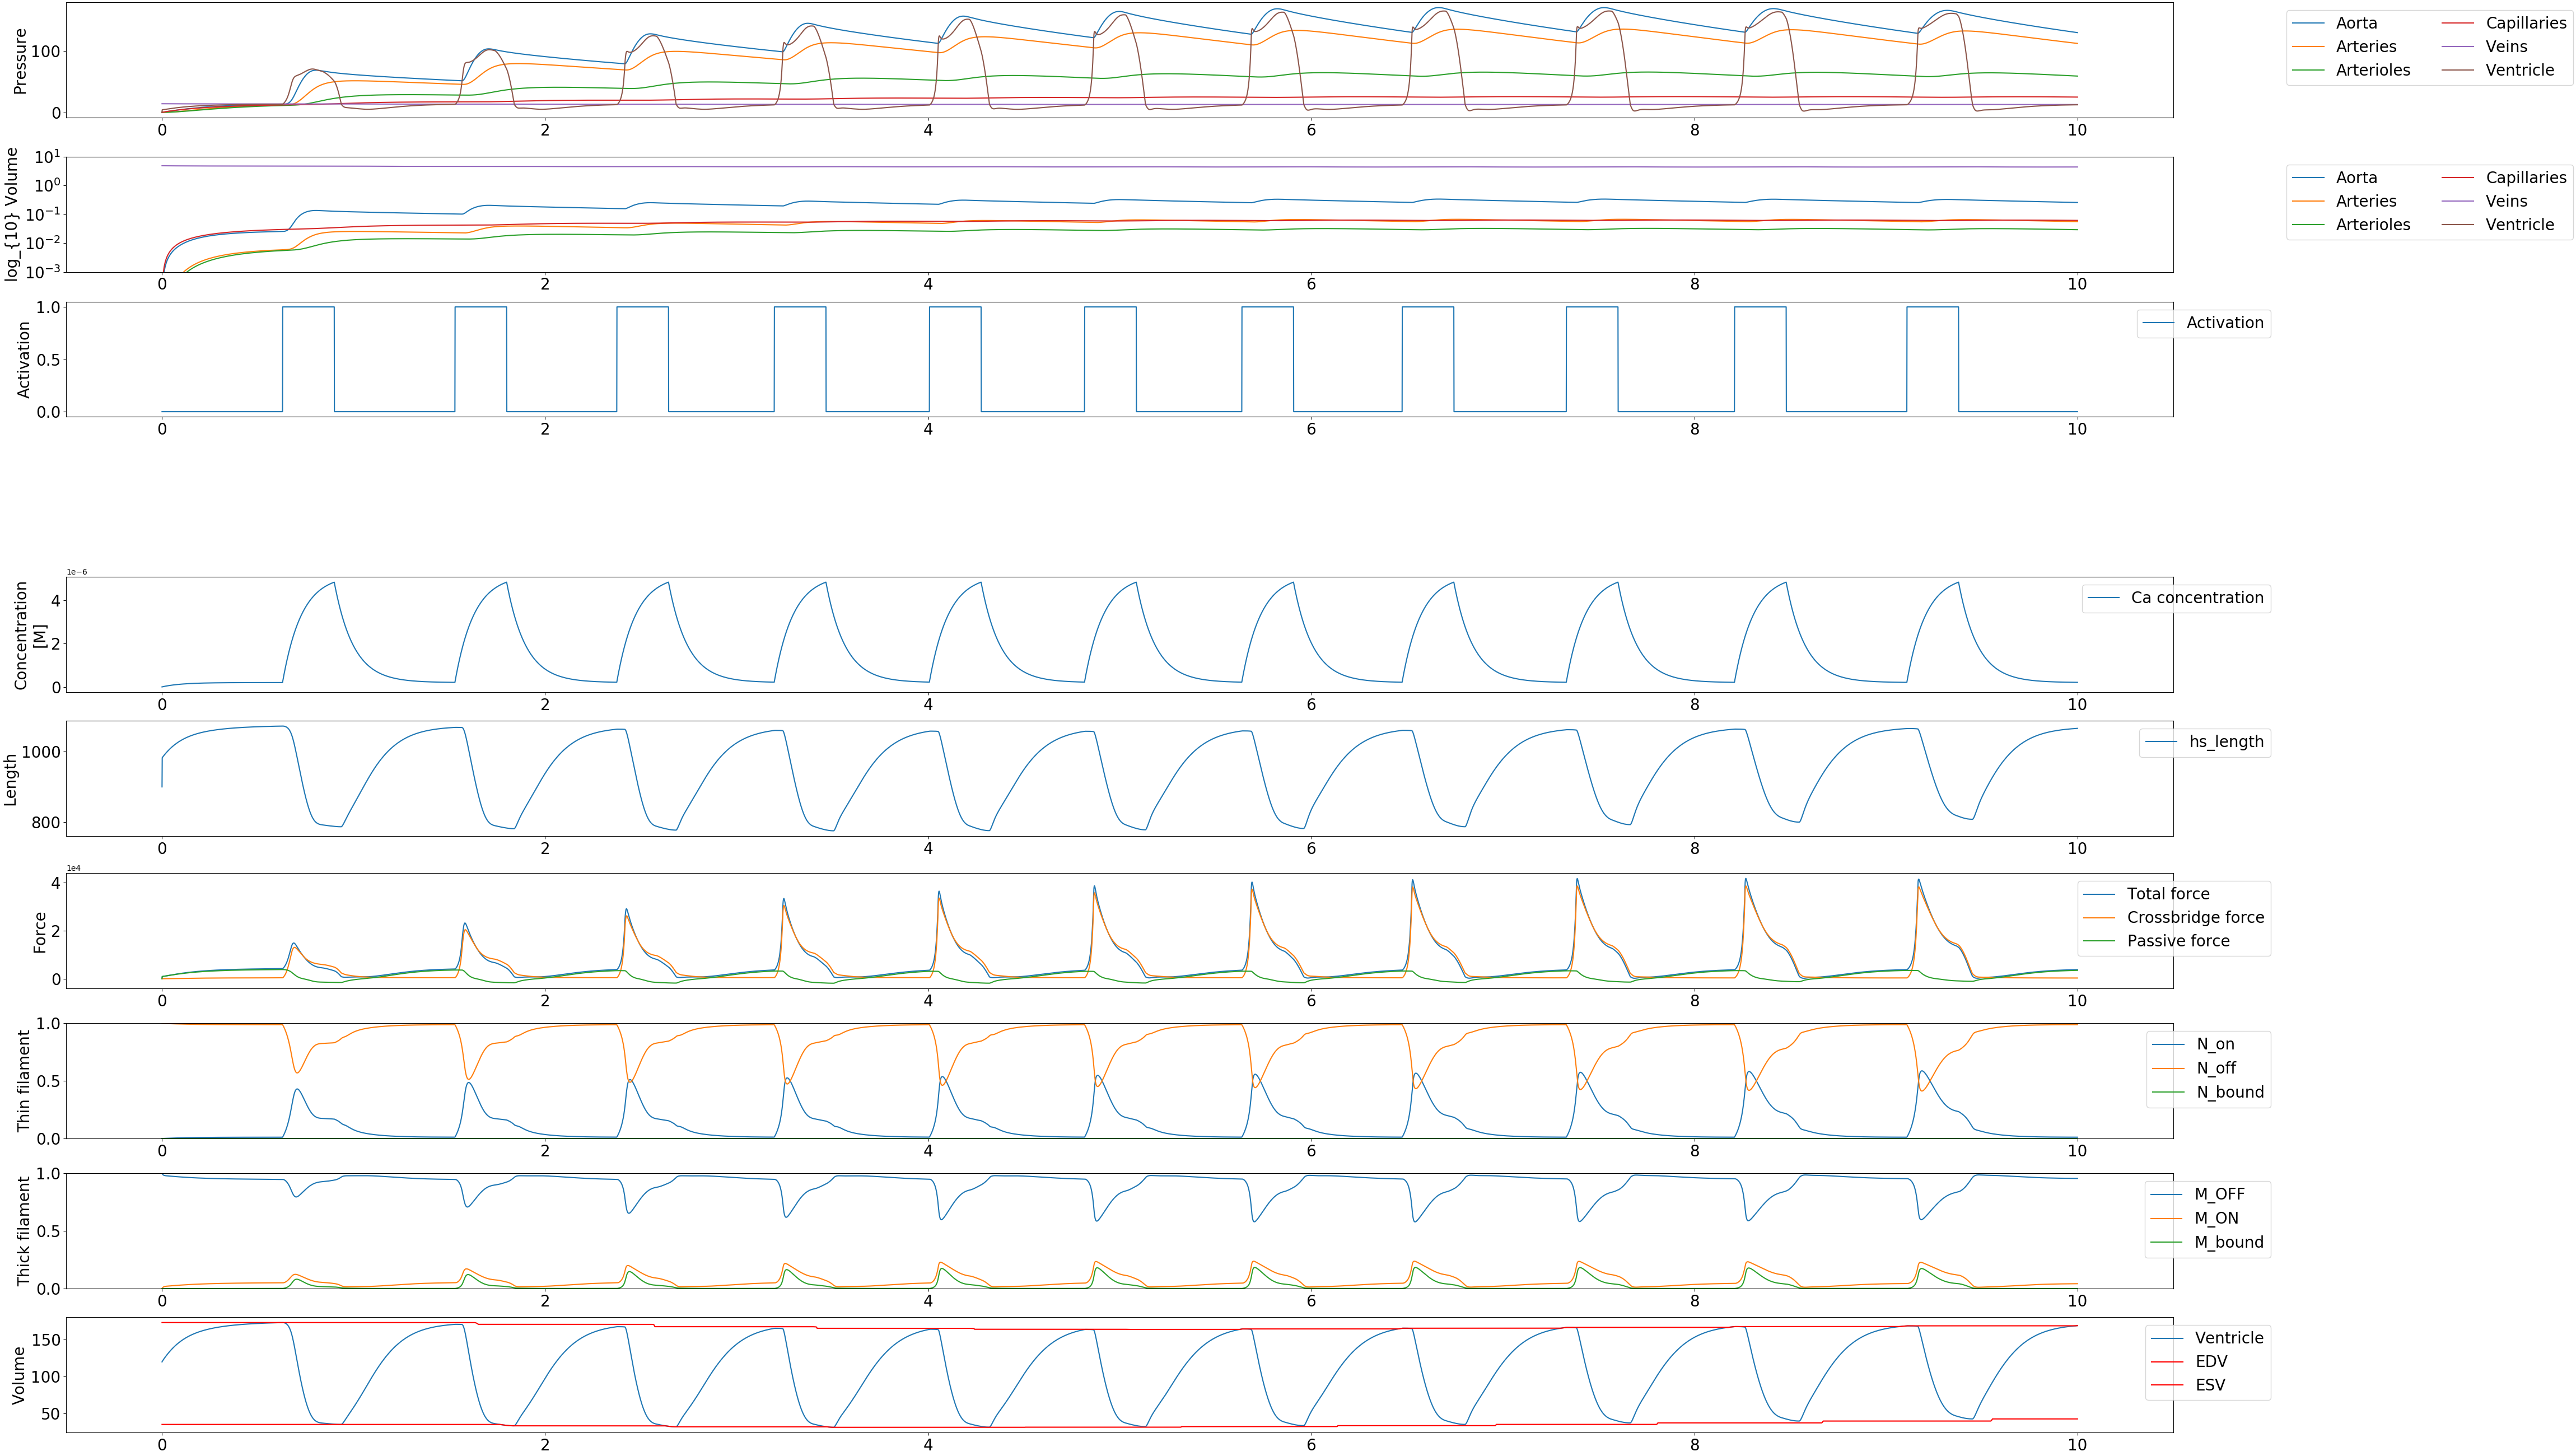 Pressure
100
0
0 2 4 6 8 10
Aorta Capillaries
Arteries Veins
Arterioles Ventricle
log_{10} Volume
10^1
10^0
10^-1
10^-2
10^-3
0 2 4 6 8 10
Aorta Capillaries
Arteries Veins
Arterioles Ventricle
Activation
1.0
0.5
0.0
0 2 4 6 8 10
Activation
1e−6
Concentration
[M]
4
2
0
0 2 4 6 8 10
Ca concentration
Length
1000
800
0 2 4 6 8 10
hs_length
1e4
Force
4
2
0
0 2 4 6 8 10
Total force
Crossbridge force
Passive force
Thin filament
1.0
0.5
0.0
0 2 4 6 8 10
N_on
N_off
N_bound
Thick filament
1.0
0.5
0.0
0 2 4 6 8 10
M_OFF
M_ON
M_bound
Volume
150
100
50
0 2 4 6 8 10
Ventricle
EDV
ESV